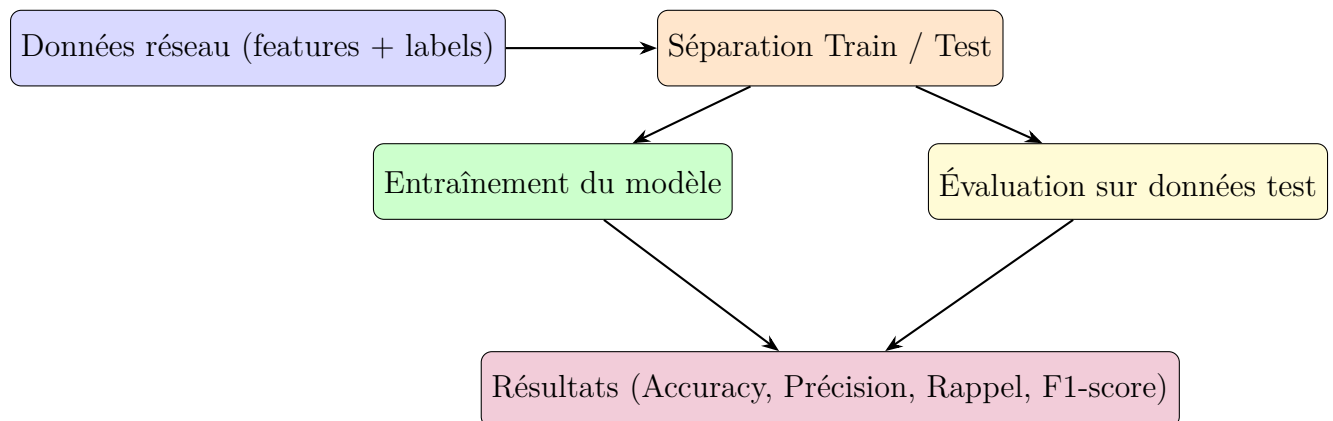 Données réseau (features + labels)
Séparation Train / Test
Entraînement du modèle
Évaluation sur données test
Résultats (Accuracy, Précision, Rappel, F1-score)